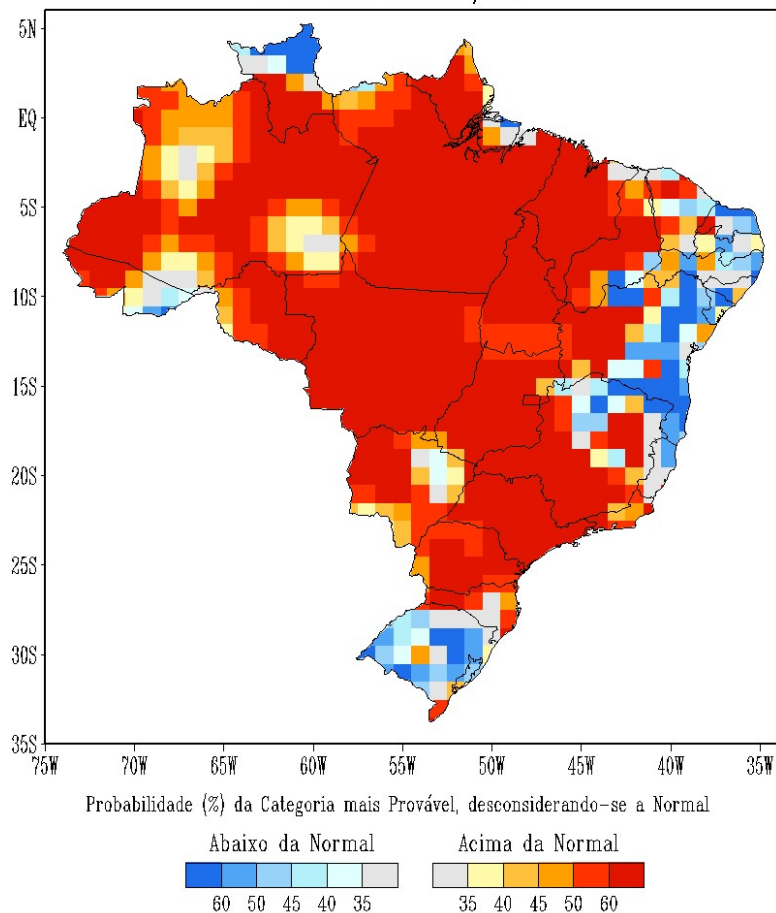 5N
EQ
5S
10S
15S
20S
25S
30S
35S
75W 70W 65W 60W 55W 50W 45W 40W 35W
Probabilidade (%) da Categoria mais Provável, desconsiderando-se a Normal
Abaixo da Normal Acima da Normal
60 50 45 40 35 35 40 45 50 60